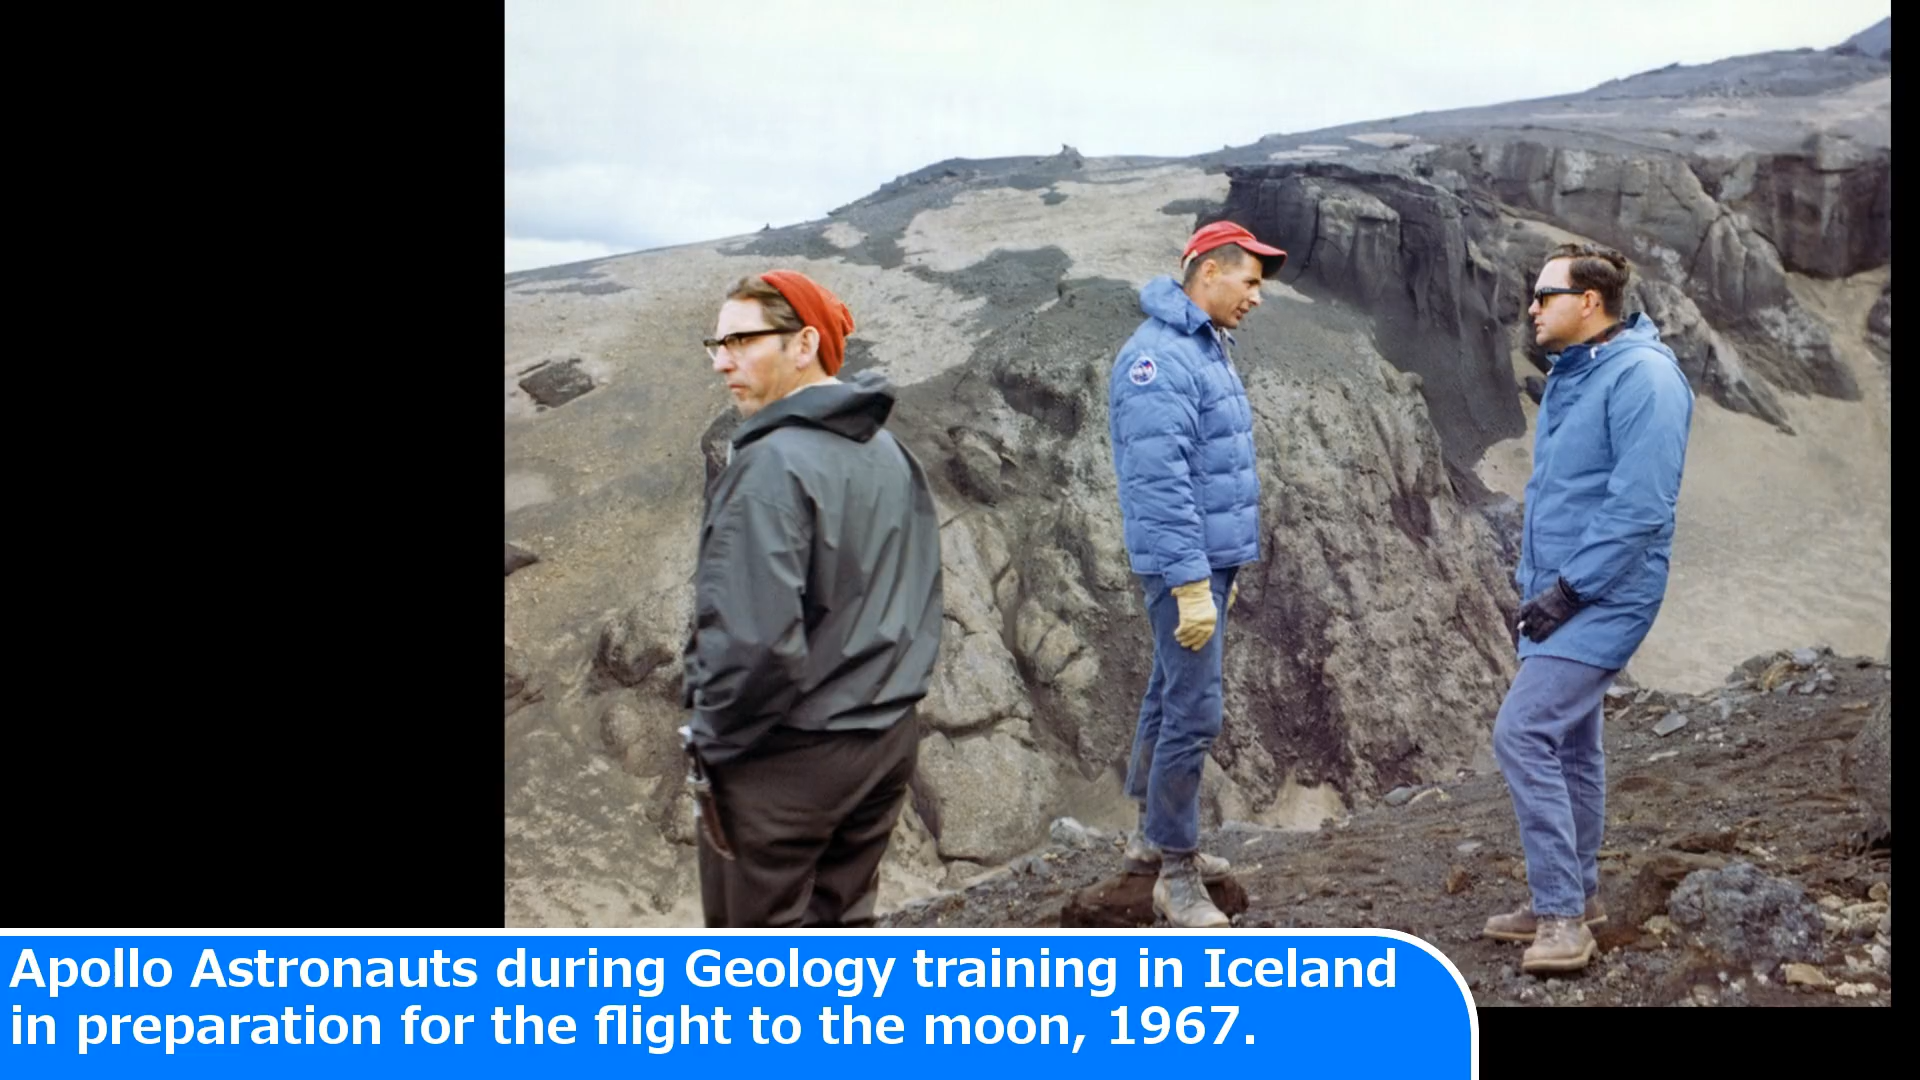 Apollo Astronauts during Geology training in Iceland
in preparation for the flight to the moon, 1967.